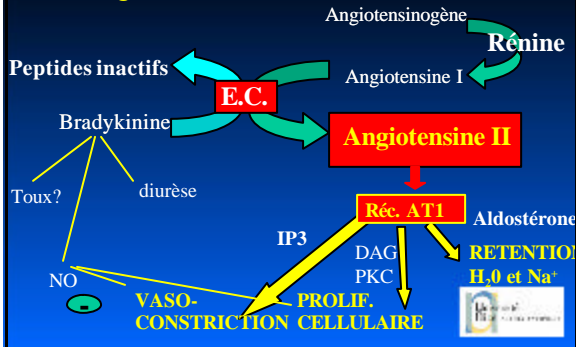 Angiotensinogène
Rénine
Peptides inactifs
Angiotensine I
E.C.
Bradykinine
Angiotensine II
Toux?
diurèse
Réc. AT1
Aldostérone
IP3
DAG
PKC
RETENTION
H₂0 et Na⁺
NO
-
VASO-
CONSTRICTION
PROLIF.
CELLULAIRE